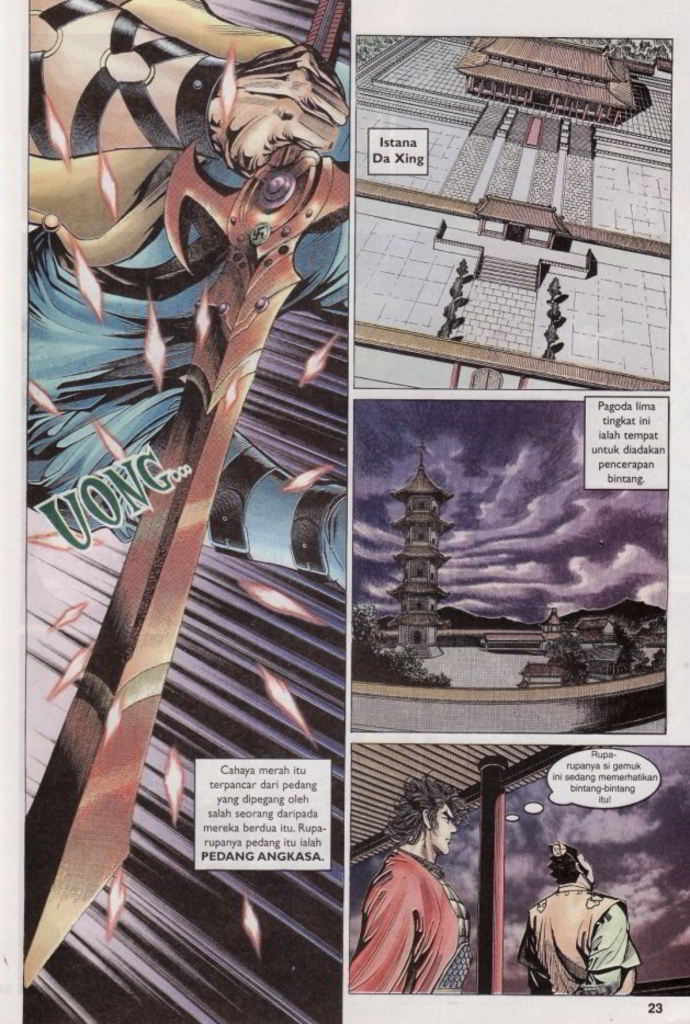 UONG...
Cahaya merah itu
terpancar dari pedang
yang dipegang oleh
salah seorang daripada
mereka berdua itu. Rupa-
rupanya pedang itu ialah
PEDANG ANGKASA.
Istana
Da Xing
Pagoda lima
tingkat ini
ialah tempat
untuk diadakan
pencerapan
bintang.
Rupa-
rupanya si gemuk
ini sedang memerhatikan
bintang-bintang
itu!
23